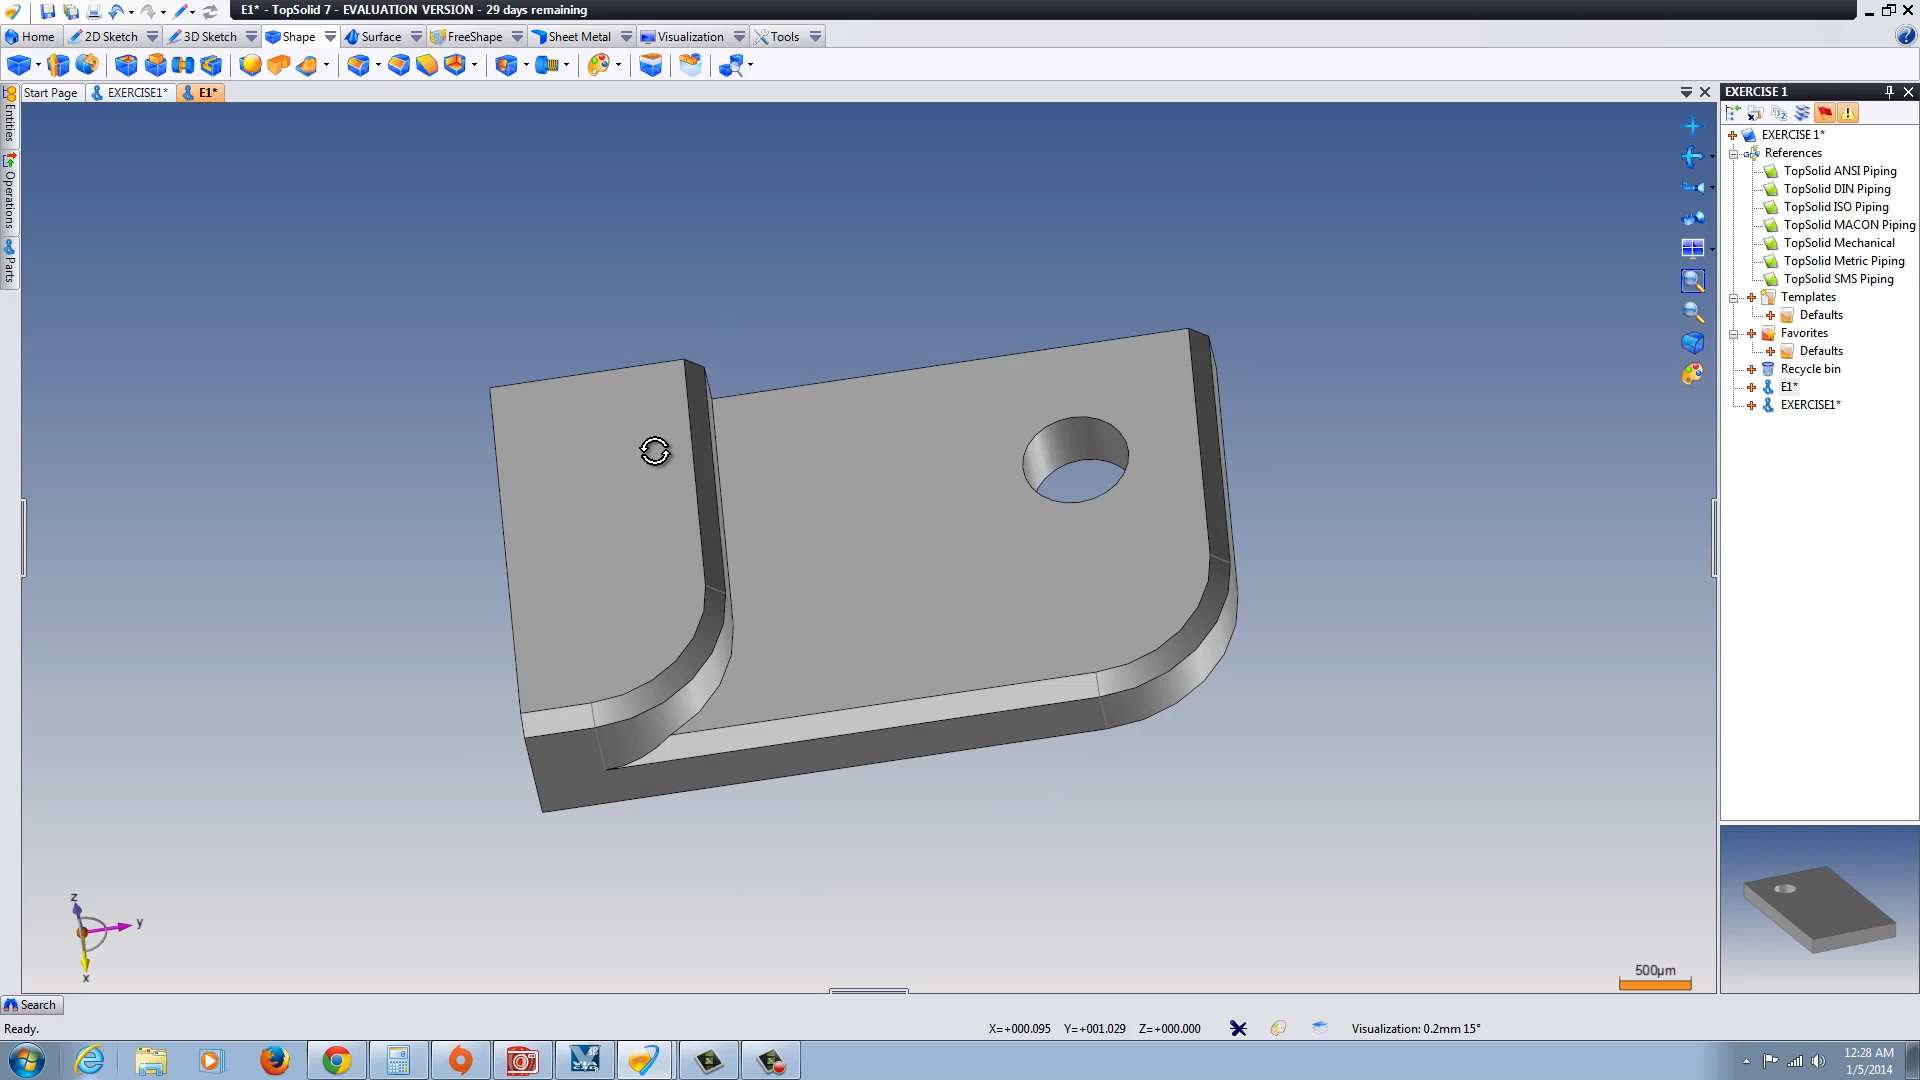 E1* - TopSolid 7 - EVALUATION VERSION - 29 days remaining
Home 2D Sketch 3D Sketch Shape Surface FreeShape Sheet Metal Visualization Tools
Start Page EXERCISE1* E1*
EXERCISE 1
Entities
Operations
Parts
EXERCISE 1*
References
TopSolid ANSI Piping
TopSolid DIN Piping
TopSolid ISO Piping
TopSolid MACON Piping
TopSolid Mechanical
TopSolid Metric Piping
TopSolid SMS Piping
Templates
Defaults
Favorites
Defaults
Recycle bin
E1*
EXERCISE1*
z
y
x
500µm
Search
Ready.
X=+000.095 Y=+001.029 Z=+000.000
Visualization: 0.2mm 15°
12:28 AM
1/5/2014